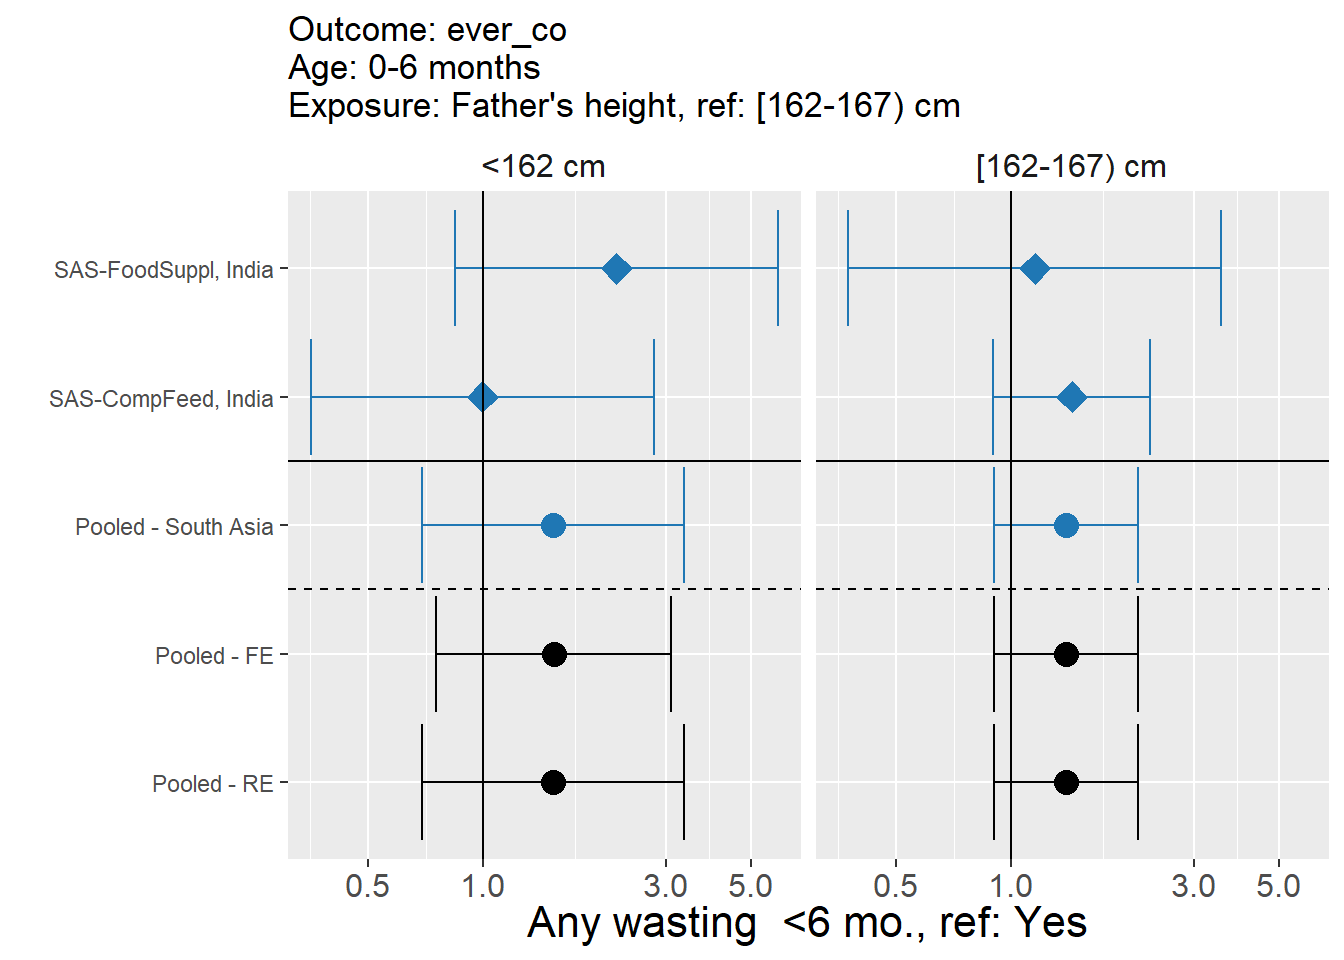 Outcome: ever_co
Age: 0-6 months
Exposure: Father's height, ref: [162-167) cm
<162 cm
[162-167) cm
SAS-FoodSuppl, India
SAS-CompFeed, India
Pooled - South Asia
Pooled - FE
Pooled - RE
0.5 1.0 3.0 5.0 0.5 1.0 3.0 5.0
Any wasting  <6 mo., ref: Yes